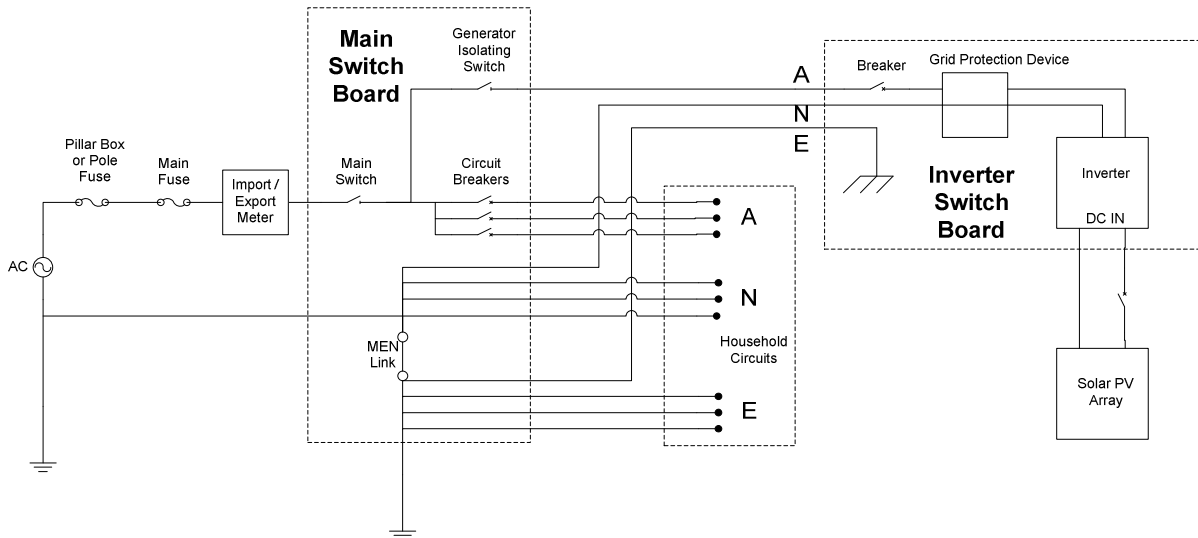 Main
Switch
Board
Generator
Isolating
Switch
A
N
E
Breaker
Grid Protection Device
Pillar Box
or Pole
Fuse
Main
Fuse
Import /
Export
Meter
Main
Switch
Circuit
Breakers
A
Inverter
Switch
Board
Inverter
DC IN
AC
N
MEN
Link
Household
Circuits
E
Solar PV
Array